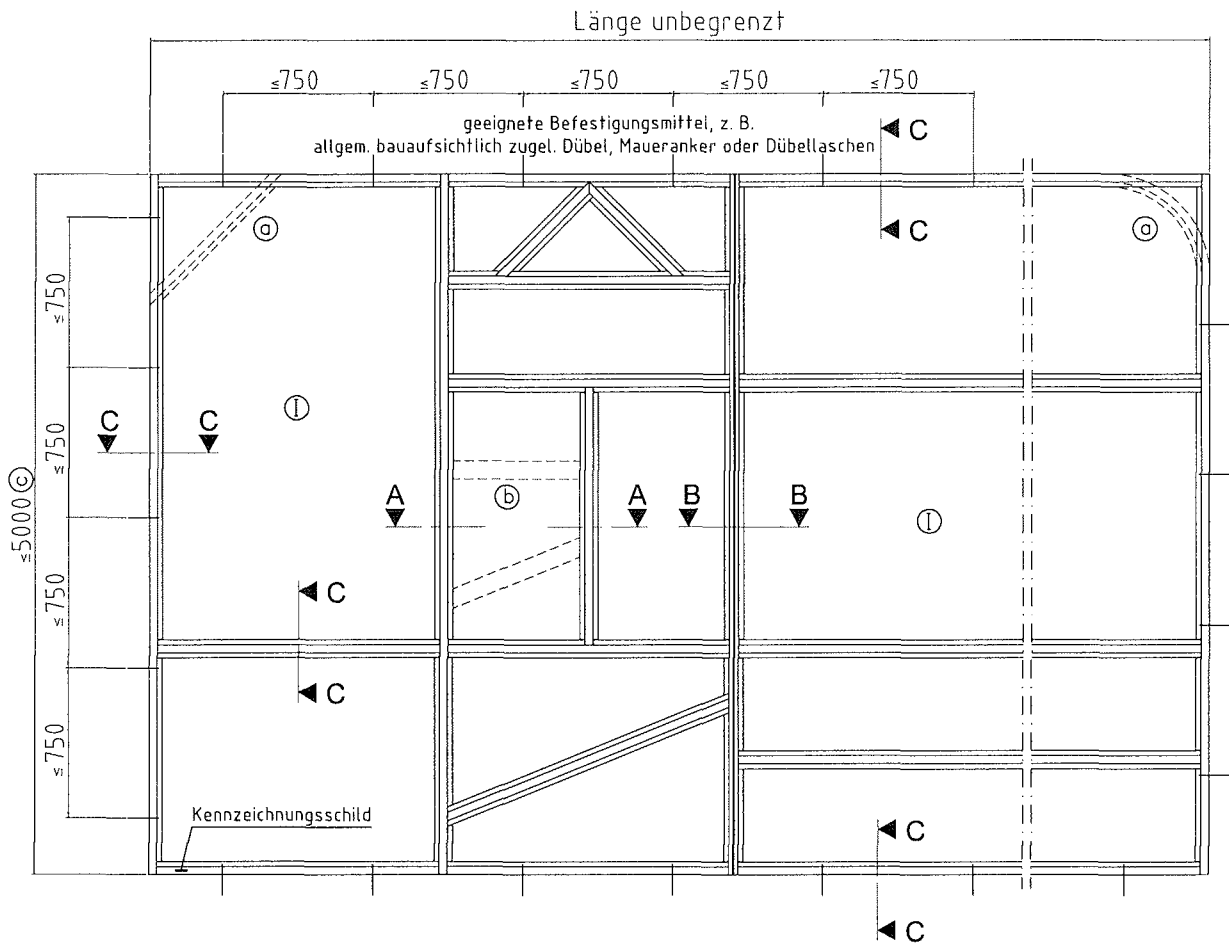 Länge unbegrenzt
≤750 ≤750 ≤750 ≤750 ≤750
geeignete Befestigungsmittel, z. B.
allgem. bauaufsichtlich zugel. Dübel, Maueranker oder Dübellaschen
C
C
a
a
≤750
I
C C
≤750
≤5000 c
A
b
A
B
B
I
C
≤750
C
≤750
Kennzeichnungsschild
C
C